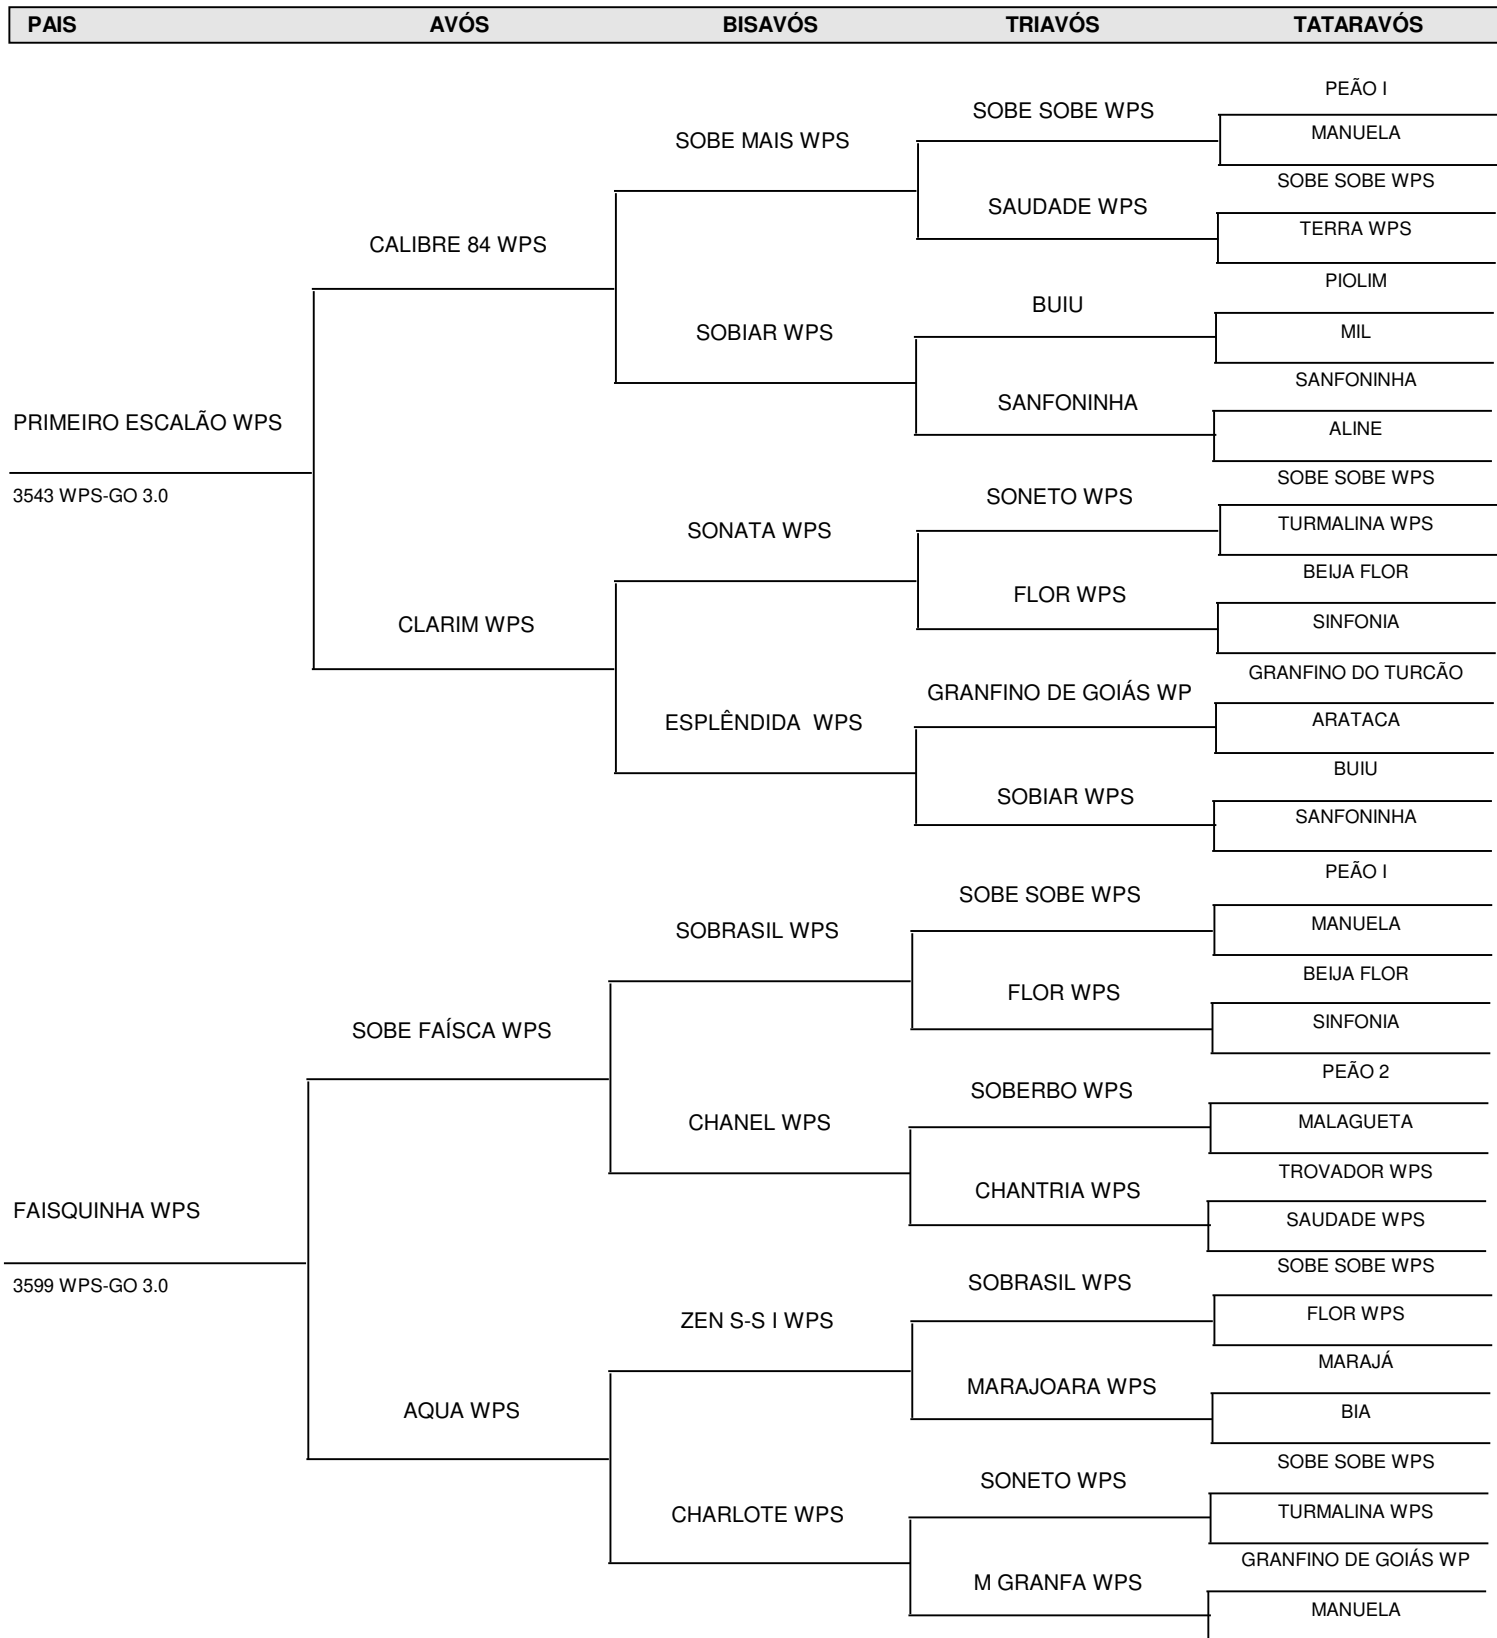 PAIS AVÓS BISAVÓS TRIAVÓS TATARAVÓS
PEÃO I
SOBE SOBE WPS
MANUELA
SOBE MAIS WPS
SOBE SOBE WPS
SAUDADE WPS
TERRA WPS
CALIBRE 84 WPS
PIOLIM
BUIU
MIL
SOBIAR WPS
SANFONINHA
SANFONINHA
ALINE
PRIMEIRO ESCALÃO WPS
3543 WPS-GO 3.0
SOBE SOBE WPS
SONETO WPS
TURMALINA WPS
SONATA WPS
BEIJA FLOR
FLOR WPS
SINFONIA
CLARIM WPS
GRANFINO DO TURCÃO
GRANFINO DE GOIÁS WP
ARATACA
ESPLÊNDIDA WPS
BUIU
SOBIAR WPS
SANFONINHA
PEÃO I
SOBE SOBE WPS
MANUELA
SOBRASIL WPS
BEIJA FLOR
FLOR WPS
SINFONIA
SOBE FAÍSCA WPS
PEÃO 2
SOBERBO WPS
MALAGUETA
CHANEL WPS
TROVADOR WPS
CHANTRIA WPS
SAUDADE WPS
FAISQUINHA WPS
3599 WPS-GO 3.0
SOBE SOBE WPS
SOBRASIL WPS
FLOR WPS
ZEN S-S I WPS
MARAJÁ
MARAJOARA WPS
BIA
AQUA WPS
SOBE SOBE WPS
SONETO WPS
TURMALINA WPS
CHARLOTE WPS
GRANFINO DE GOIÁS WP
M GRANFA WPS
MANUELA